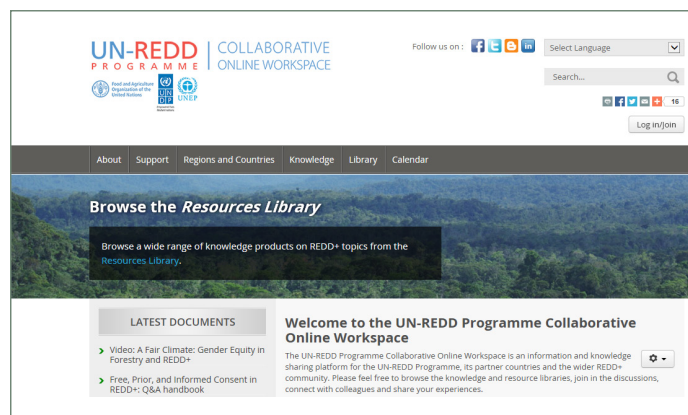 UN-REDD
PROGRAMME
COLLABORATIVE
ONLINE WORKSPACE
Follow us on :
Select Language
Food and Agriculture
Organization of the
United Nations
UN
DP
UNEP
Search...
16
Log in/Join
About Support Regions and Countries Knowledge Library Calendar
Browse the Resources Library
Browse a wide range of knowledge products on REDD+ topics from the
Resources Library.
LATEST DOCUMENTS
Video: A Fair Climate: Gender Equity in
Forestry and REDD+
Free, Prior, and Informed Consent in
REDD+: Q&A handbook
Welcome to the UN-REDD Programme Collaborative
Online Workspace
The UN-REDD Programme Collaborative Online Workspace is an information and knowledge
sharing platform for the UN-REDD Programme, its partner countries and the wider REDD+
community. Please feel free to browse the knowledge and resource libraries, join in the discussions,
connect with colleagues and share your experiences.